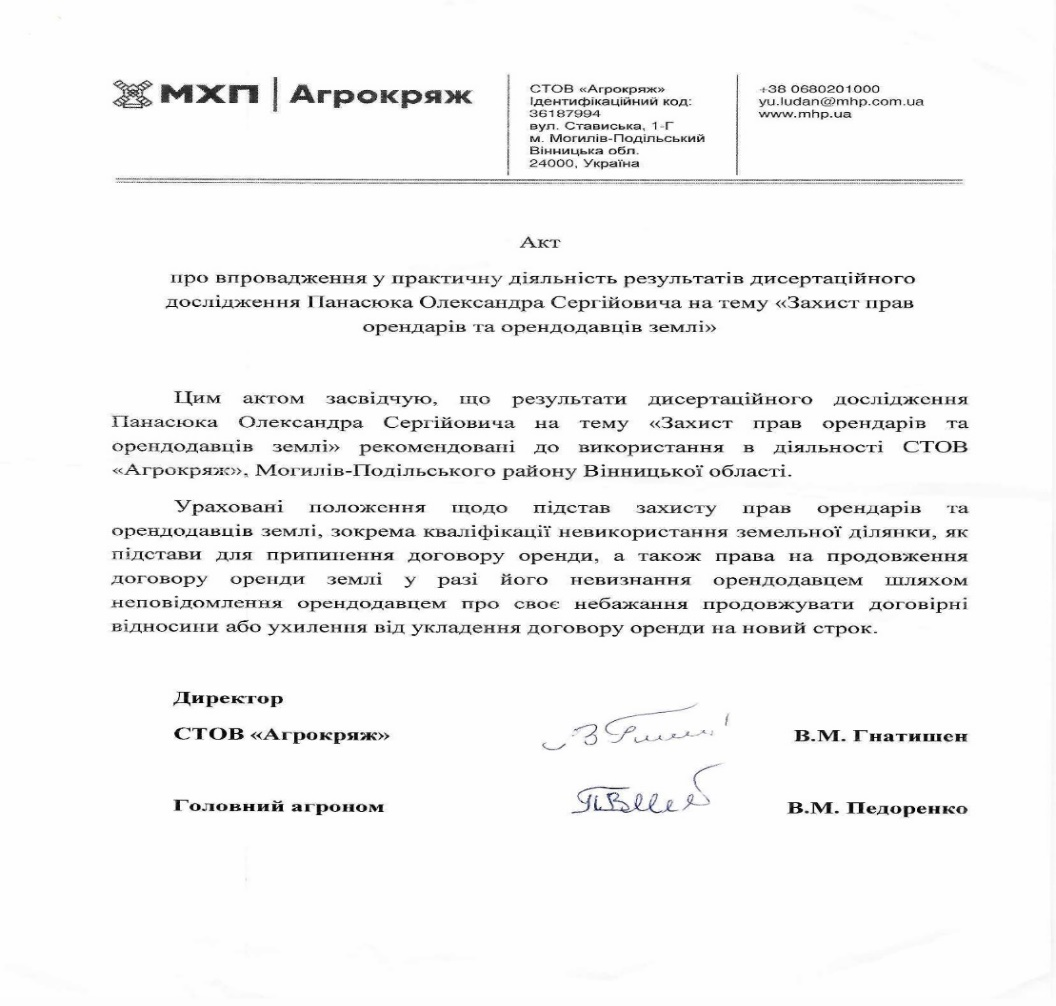 МХП | Агрокряж
СТОВ «Агрокряж»
Ідентифікаційний код:
36187994
вул. Стависька, 1-Г
м. Могилів-Подільський
Вінницька обл.
24000, Україна
+38 0680201000
yu.ludan@mhp.com.ua
www.mhp.ua
Акт
про впровадження у практичну діяльність результатів дисертаційного
дослідження Панасюка Олександра Сергійовича на тему «Захист прав
орендарів та орендодавців землі»
Цим актом засвідчую, що результати дисертаційного дослідження
Панасюка Олександра Сергійовича на тему «Захист прав орендарів та
орендодавців землі» рекомендовані до використання в діяльності СТОВ
«Агрокряж», Могилів-Подільського району Вінницької області.
Ураховані положення щодо підстав захисту прав орендарів та
орендодавців землі, зокрема кваліфікації невикористання земельної ділянки, як
підстави для припинення договору оренди, а також права на продовження
договору оренди землі у разі його невизнання орендодавцем шляхом
неповідомлення орендодавцем про своє небажання продовжувати договірні
відносини або ухилення від укладення договору оренди на новий строк.
Директор
СТОВ «Агрокряж»
В.М. Гнатишен
Головний агроном
В.М. Педоренко